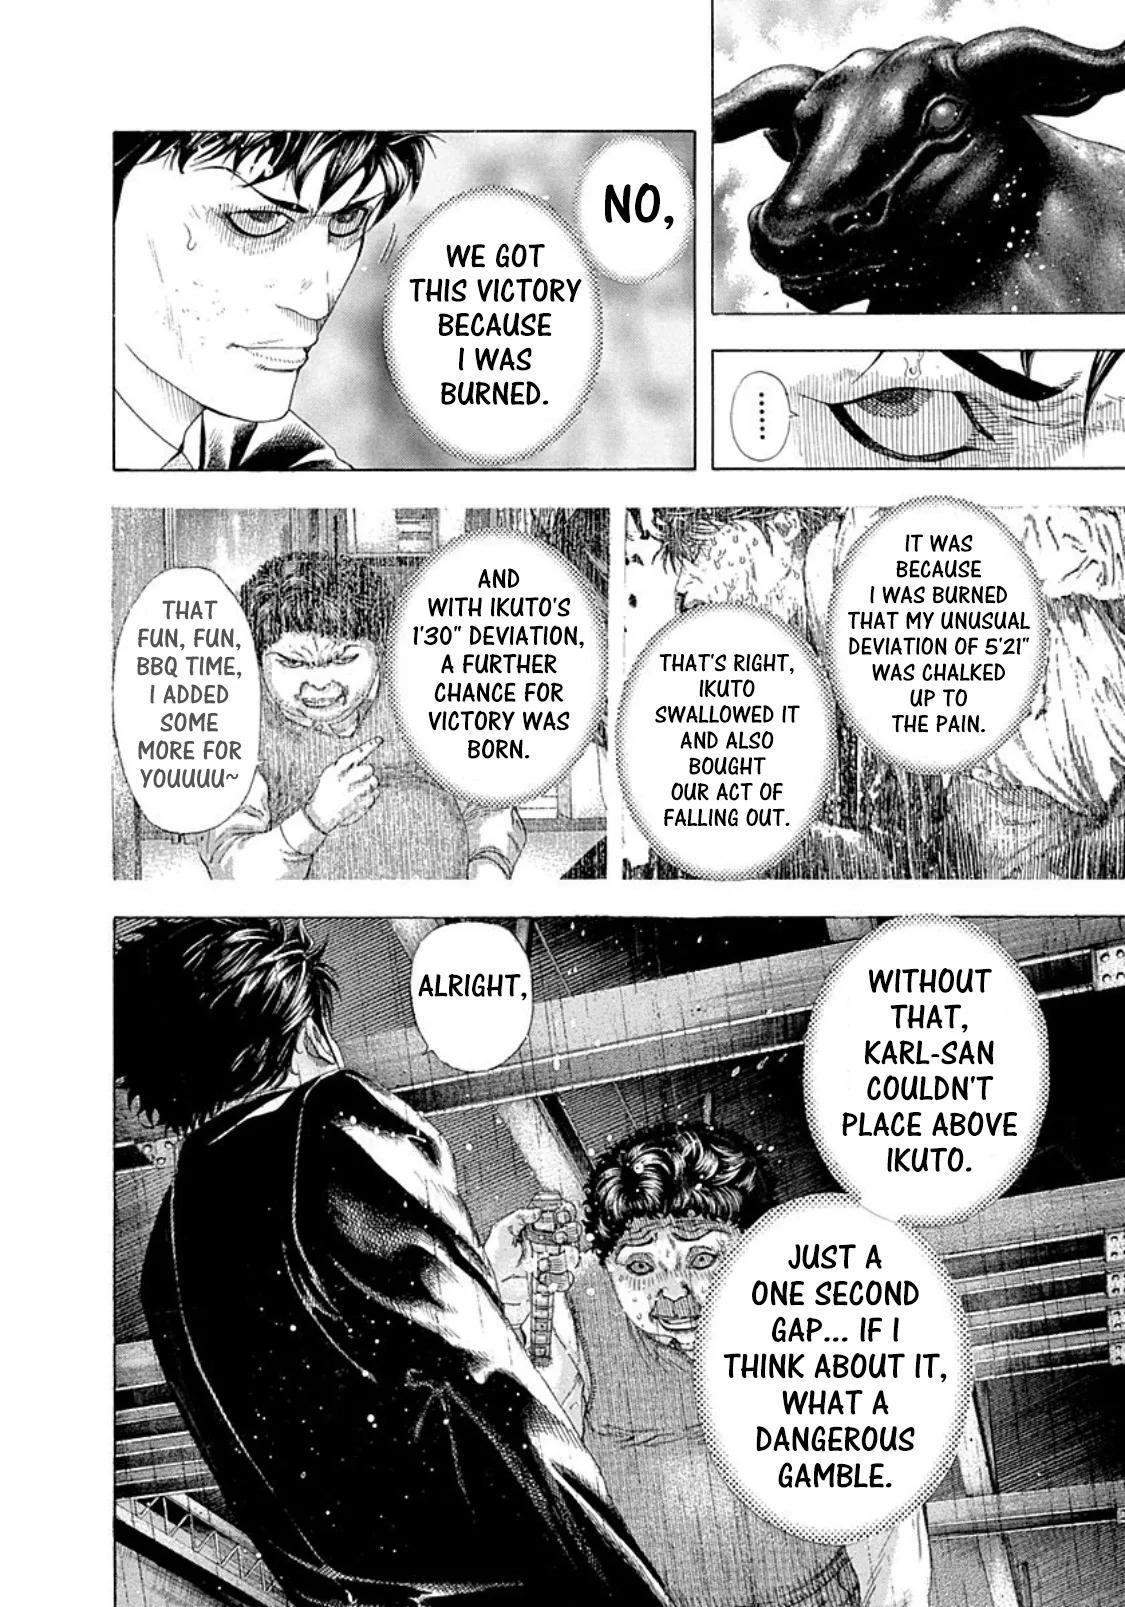 ......
NO,
WE GOT
THIS VICTORY
BECAUSE
I WAS
BURNED.
IT WAS
BECAUSE
I WAS BURNED
THAT MY UNUSUAL
DEVIATION OF 5'21"
WAS CHALKED
UP TO
THE PAIN.
THAT'S RIGHT,
IKUTO
SWALLOWED IT
AND ALSO
BOUGHT
OUR ACT OF
FALLING OUT.
AND
WITH IKUTO'S
1'30" DEVIATION,
A FURTHER
CHANCE FOR
VICTORY WAS
BORN.
THAT
FUN, FUN,
BBQ TIME,
I ADDED
SOME
MORE FOR
YOUUUU~
WITHOUT
THAT,
KARL-SAN
COULDN'T
PLACE ABOVE
IKUTO.
JUST A
ONE SECOND
GAP... IF I
THINK ABOUT IT,
WHAT A
DANGEROUS
GAMBLE.
ALRIGHT,